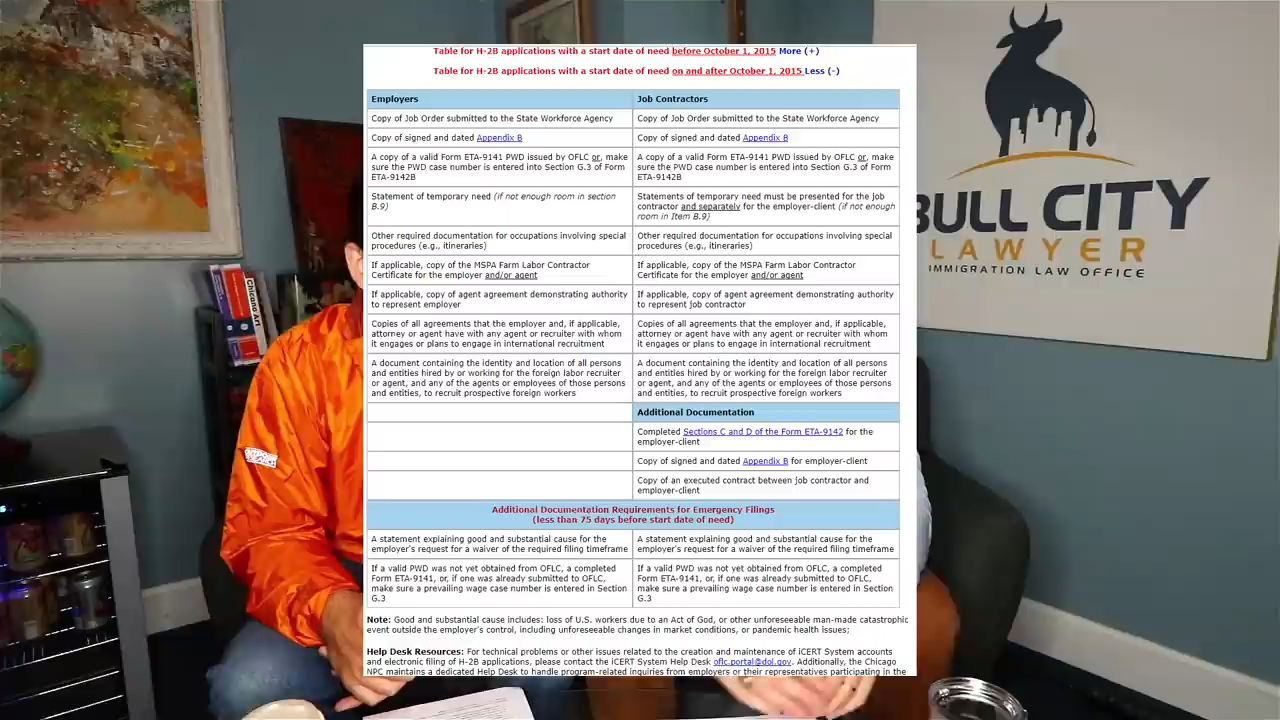 Table for H-2B applications with a start date of need before October 1, 2015 More (+)
Table for H-2B applications with a start date of need on and after October 1, 2015 Less (-)
Employers
Job Contractors
Copy of Job Order submitted to the State Workforce Agency
Copy of Job Order submitted to the State Workforce Agency
Copy of signed and dated Appendix B
Copy of signed and dated Appendix B
A copy of a valid Form ETA-9141 PWD issued by OFLC or, make
sure the PWD case number is entered into Section G.3 of Form
ETA-9142B
A copy of a valid Form ETA-9141 PWD issued by OFLC or, make
sure the PWD case number is entered into Section G.3 of Form
ETA-9142B
Statement of temporary need (if not enough room in section
B.9)
Statements of temporary need must be presented for the job
contractor and separately for the employer-client (if not enough
room in Item B.9)
Other required documentation for occupations involving special
procedures (e.g., itineraries)
Other required documentation for occupations involving special
procedures (e.g., itineraries)
If applicable, copy of the MSPA Farm Labor Contractor
Certificate for the employer and/or agent
If applicable, copy of the MSPA Farm Labor Contractor
Certificate for the employer and/or agent
If applicable, copy of agent agreement demonstrating authority
to represent employer
If applicable, copy of agent agreement demonstrating authority
to represent job contractor
Copies of all agreements that the employer and, if applicable,
attorney or agent have with any agent or recruiter with whom
it engages or plans to engage in international recruitment
Copies of all agreements that the employer and, if applicable,
attorney or agent have with any agent or recruiter with whom
it engages or plans to engage in international recruitment
A document containing the identity and location of all persons
and entities hired by or working for the foreign labor recruiter
or agent, and any of the agents or employees of those persons
and entities, to recruit prospective foreign workers
A document containing the identity and location of all persons
and entities hired by or working for the foreign labor recruiter
or agent, and any of the agents or employees of those persons
and entities, to recruit prospective foreign workers
Additional Documentation
Completed Sections C and D of the Form ETA-9142 for the
employer-client
Copy of signed and dated Appendix B for employer-client
Copy of an executed contract between job contractor and
employer-client
Additional Documentation Requirements for Emergency Filings
(less than 75 days before start date of need)
A statement explaining good and substantial cause for the
employer's request for a waiver of the required filing timeframe
A statement explaining good and substantial cause for the
employer's request for a waiver of the required filing timeframe
If a valid PWD was not yet obtained from OFLC, a completed
Form ETA-9141, or, if one was already submitted to OFLC,
make sure a prevailing wage case number is entered in Section
G.3
If a valid PWD was not yet obtained from OFLC, a completed
Form ETA-9141, or, if one was already submitted to OFLC,
make sure a prevailing wage case number is entered in Section
G.3
Note: Good and substantial cause includes: loss of U.S. workers due to an Act of God, or other unforeseeable man-made catastrophic
event outside the employer's control, including unforeseeable changes in market conditions, or pandemic health issues;
Help Desk Resources: For technical problems or other issues related to the creation and maintenance of iCERT System accounts
and electronic filing of H-2B applications, please contact the iCERT System Help Desk oflc.portal@dol.gov. Additionally, the Chicago
NPC maintains a dedicated Help Desk to handle program-related inquiries from employers or their representatives participating in the
BULL CITY
LAWYER
IMMIGRATION LAW OFFICE
Chicano Art